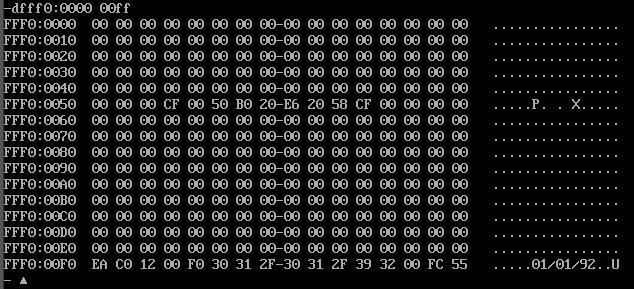 -dfff0:0000 00ff
FFF0:0000  00 00 00 00 00 00 00 00-00 00 00 00 00 00 00 00   ................
FFF0:0010  00 00 00 00 00 00 00 00-00 00 00 00 00 00 00 00   ................
FFF0:0020  00 00 00 00 00 00 00 00-00 00 00 00 00 00 00 00   ................
FFF0:0030  00 00 00 00 00 00 00 00-00 00 00 00 00 00 00 00   ................
FFF0:0040  00 00 00 00 00 00 00 00-00 00 00 00 00 00 00 00   ................
FFF0:0050  00 00 00 CF 00 50 B0 20-E6 20 58 CF 00 00 00 00   .....P. . X.....
FFF0:0060  00 00 00 00 00 00 00 00-00 00 00 00 00 00 00 00   ................
FFF0:0070  00 00 00 00 00 00 00 00-00 00 00 00 00 00 00 00   ................
FFF0:0080  00 00 00 00 00 00 00 00-00 00 00 00 00 00 00 00   ................
FFF0:0090  00 00 00 00 00 00 00 00-00 00 00 00 00 00 00 00   ................
FFF0:00A0  00 00 00 00 00 00 00 00-00 00 00 00 00 00 00 00   ................
FFF0:00B0  00 00 00 00 00 00 00 00-00 00 00 00 00 00 00 00   ................
FFF0:00C0  00 00 00 00 00 00 00 00-00 00 00 00 00 00 00 00   ................
FFF0:00D0  00 00 00 00 00 00 00 00-00 00 00 00 00 00 00 00   ................
FFF0:00E0  00 00 00 00 00 00 00 00-00 00 00 00 00 00 00 00   ................
FFF0:00F0  EA C0 12 00 F0 30 31 2F-30 31 2F 39 32 00 FC 55   .....01/01/92..U
-